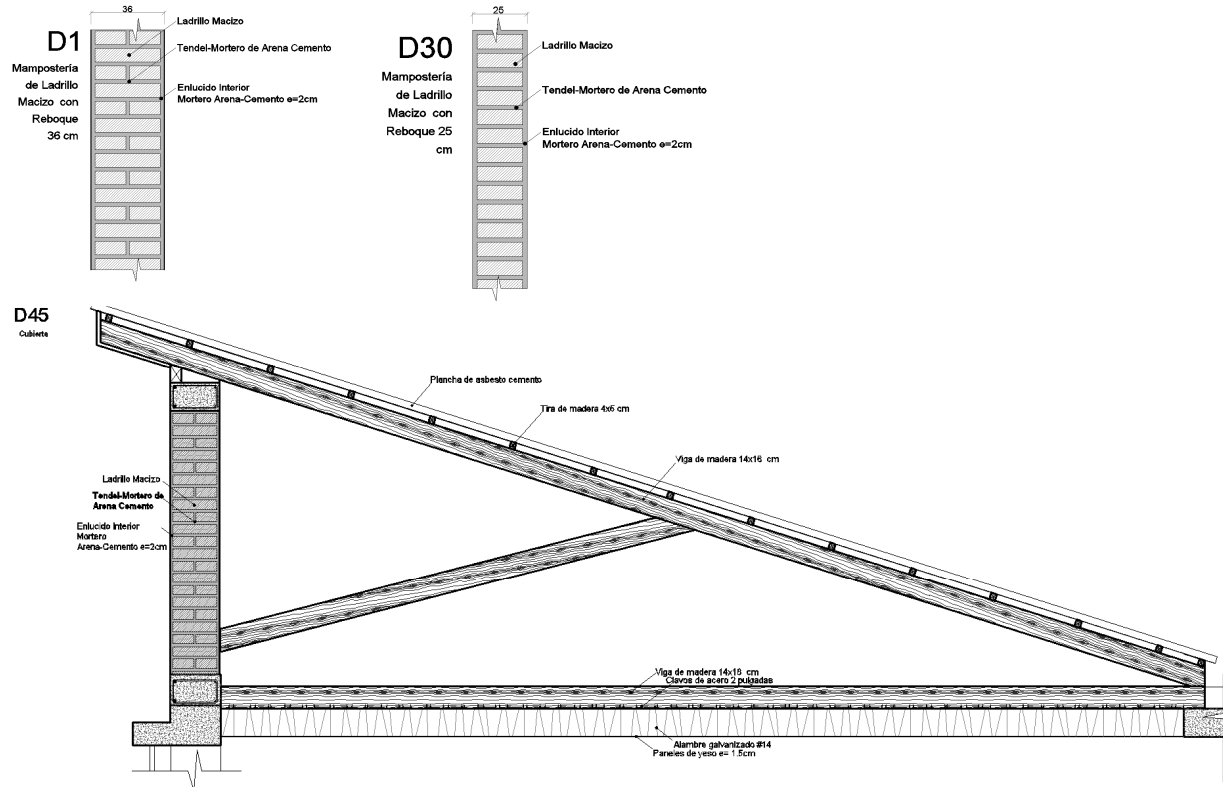 36
D1
Mampostería
de Ladrillo
Macizo con
Reboque
36 cm
Ladrillo Macizo
Tendel-Mortero de Arena Cemento
Enlucido Interior
Mortero Arena-Cemento e=2cm
25
D30
Mampostería
de Ladrillo
Macizo con
Reboque 25
cm
Ladrillo Macizo
Tendel-Mortero de Arena Cemento
Enlucido Interior
Mortero Arena-Cemento e=2cm
D45
Cubierta
Plancha de asbesto cemento
Tira de madera 4x6 cm
Viga de madera 14x16 cm
Ladrillo Macizo
Tendel-Mortero de
Arena Cemento
Enlucido Interior
Mortero
Arena-Cemento e=2cm
Viga de madera 14x16 cm
Clavos de acero 2 pulgadas
Alambre galvanizado #14
Paneles de yeso e= 1.5cm